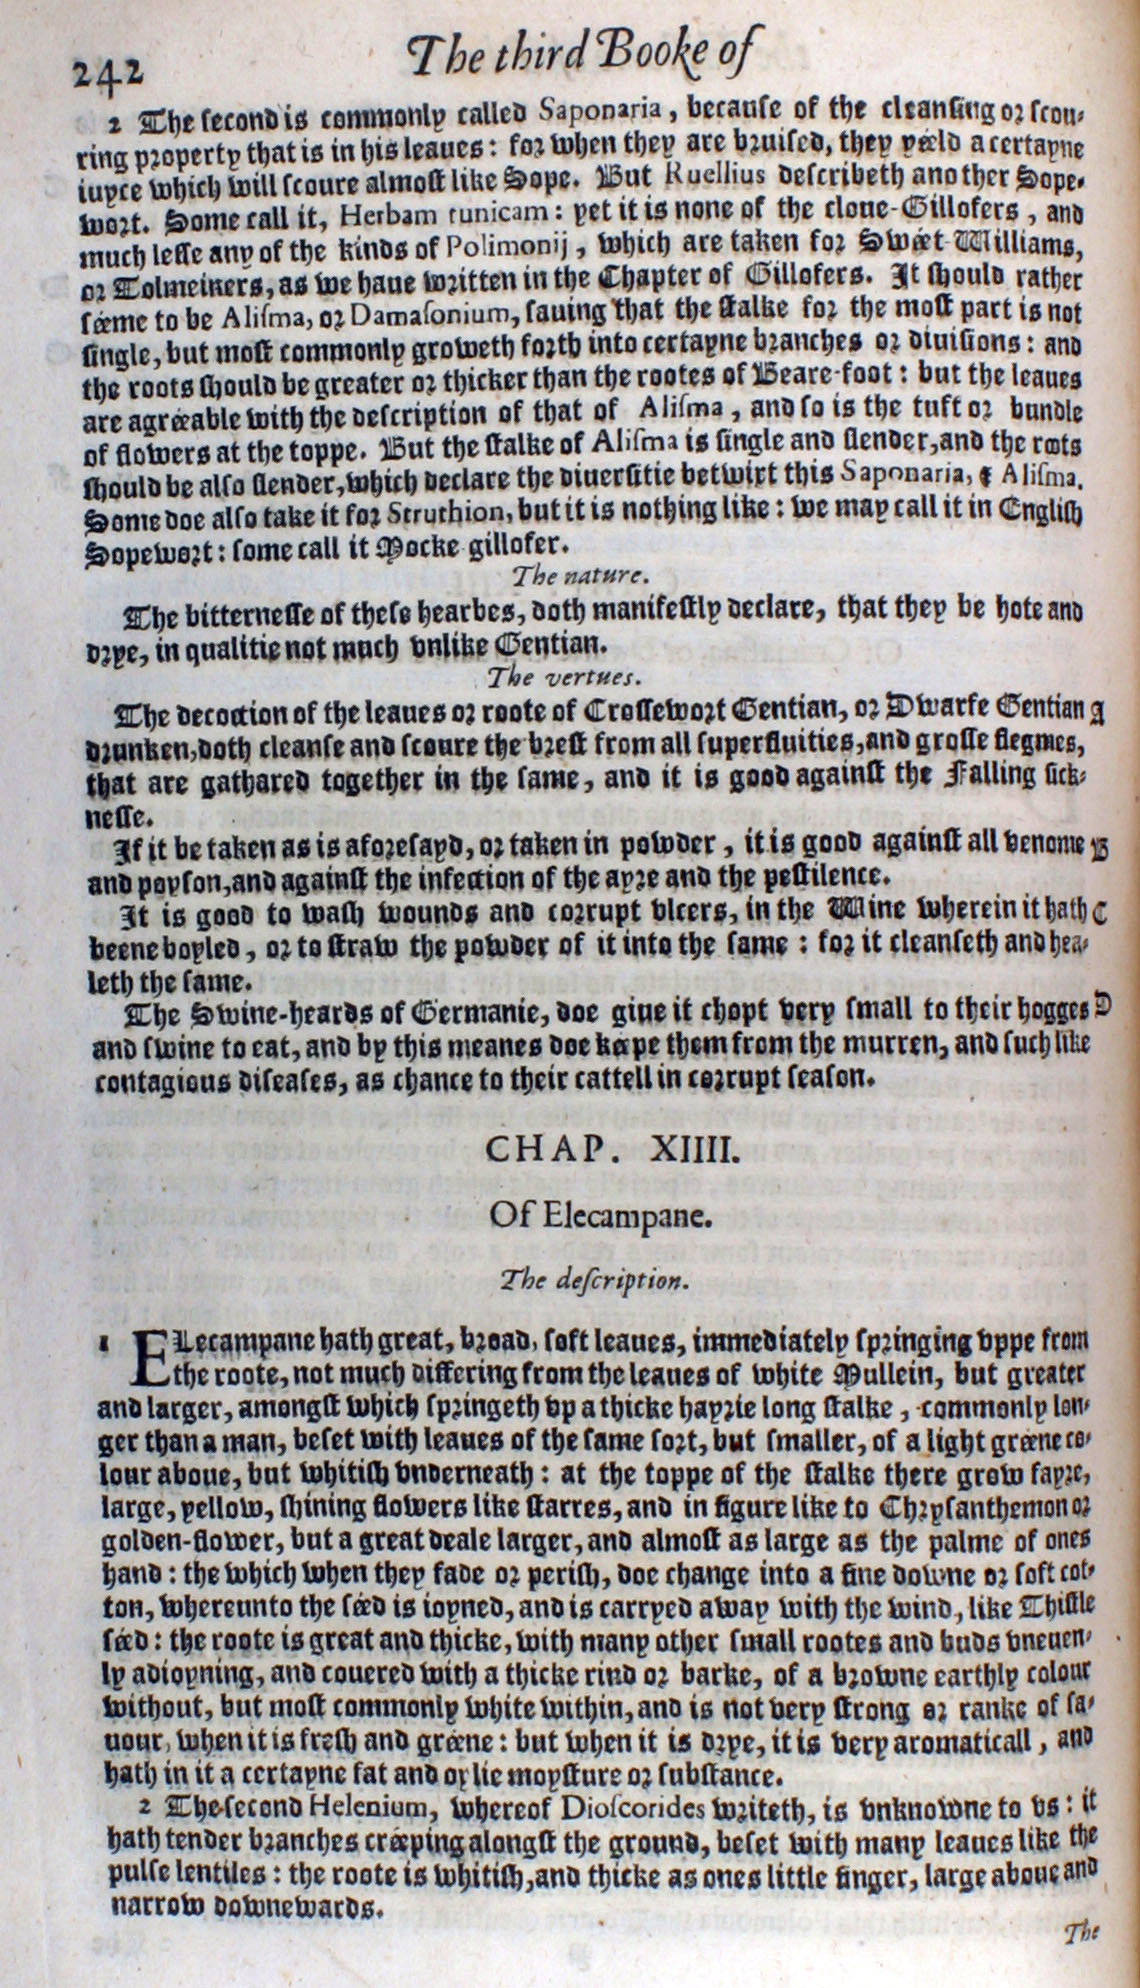 242 The third Booke of
2 The second is commonly called Saponaria, because of the cleansing or scou-
ring property that is in his leaues: for when they are bruised, they yéeld a certayne
iuyce which will scoure almost like Sope. But Ruellius describeth another Sope-
wort. Some call it, Herbam tunicam: yet it is none of the cloue-Gillofers, and
much lesse any of the kinds of Polimonij, which are taken for Swéet-Williams,
or Tolmeiners, as we haue written in the Chapter of Gillofers. It should rather
séeme to be Alisma, or Damasonium, sauing that the stalke for the most part is not
single, but most commonly groweth forth into certayne branches or diuisions: and
the roots should be greater or thicker than the rootes of Beare-foot: but the leaues
are agréeable with the description of that of Alisma, and so is the tuft or bundle
of flowers at the toppe. But the stalke of Alisma is single and slender, and the roots
should be also slender, which declare the diuersitie betwixt this Saponaria, & Alisma.
Some doe also take it for Struthion, but it is nothing like: we may call it in English
Sopewort: some call it Mocke-gillofer.
The nature.
The bitternesse of these hearbes, doth manifestly declare, that they be hote and
drye, in qualitie not much vnlike Gentian.
The vertues.
The decoction of the leaues or roote of Crossewort Gentian, or Dwarfe Gentian A
drunken, doth cleanse and scoure the brest from all superfluities, and grosse flegmes,
that are gathared together in the same, and it is good against the Falling sick-
nesse.
If it be taken as is aforesayd, or taken in powder, it is good against all venome B
and poyson, and against the infection of the ayre and the pestilence.
It is good to wash wounds and corrupt vlcers, in the Wine wherein it hath C
beene boyled, or to straw the powder of it into the same: for it cleanseth and hea-
leth the same.
The Swine-heards of Germanie, doe giue it chopt very small to their hogges D
and swine to eat, and by this meanes doe kéepe them from the murren, and such like
contagious diseases, as chance to their cattell in corrupt season.
CHAP. XIIII.
Of Elecampane.
The description.
1 ELecampane hath great, broad, soft leaues, immediately springing vppe from
the roote, not much differing from the leaues of white Mullein, but greater
and larger, amongst which springeth vp a thicke hayrie long stalke, commonly lon-
ger than a man, beset with leaues of the same sort, but smaller, of a light gréene co-
lour aboue, but whitish vnderneath: at the toppe of the stalke there grow fayre,
large, yellow, shining flowers like starres, and in figure like to Chrysanthemon or
golden-flower, but a great deale larger, and almost as large as the palme of ones
hand: the which when they fade or perish, doe change into a fine downe or soft cot-
ton, whereunto the séed is ioyned, and is carryed away with the wind, like Thistle
séed: the roote is great and thicke, with many other small rootes and buds vneuen-
ly adioyning, and couered with a thicke rind or barke, of a browne earthly colour
without, but most commonly white within, and is not very strong or ranke of sa-
uour, when it is fresh and gréene: but when it is drye, it is very aromaticall, and
hath in it a certayne fat and oylie moysture or substance.
2 The second Helenium, whereof Dioscorides writeth, is vnknowne to vs: it
hath tender branches créeping alongst the ground, beset with many leaues like the
pulse lentiles: the roote is whitish, and thicke as ones little finger, large aboue and
narrow downewards.
The